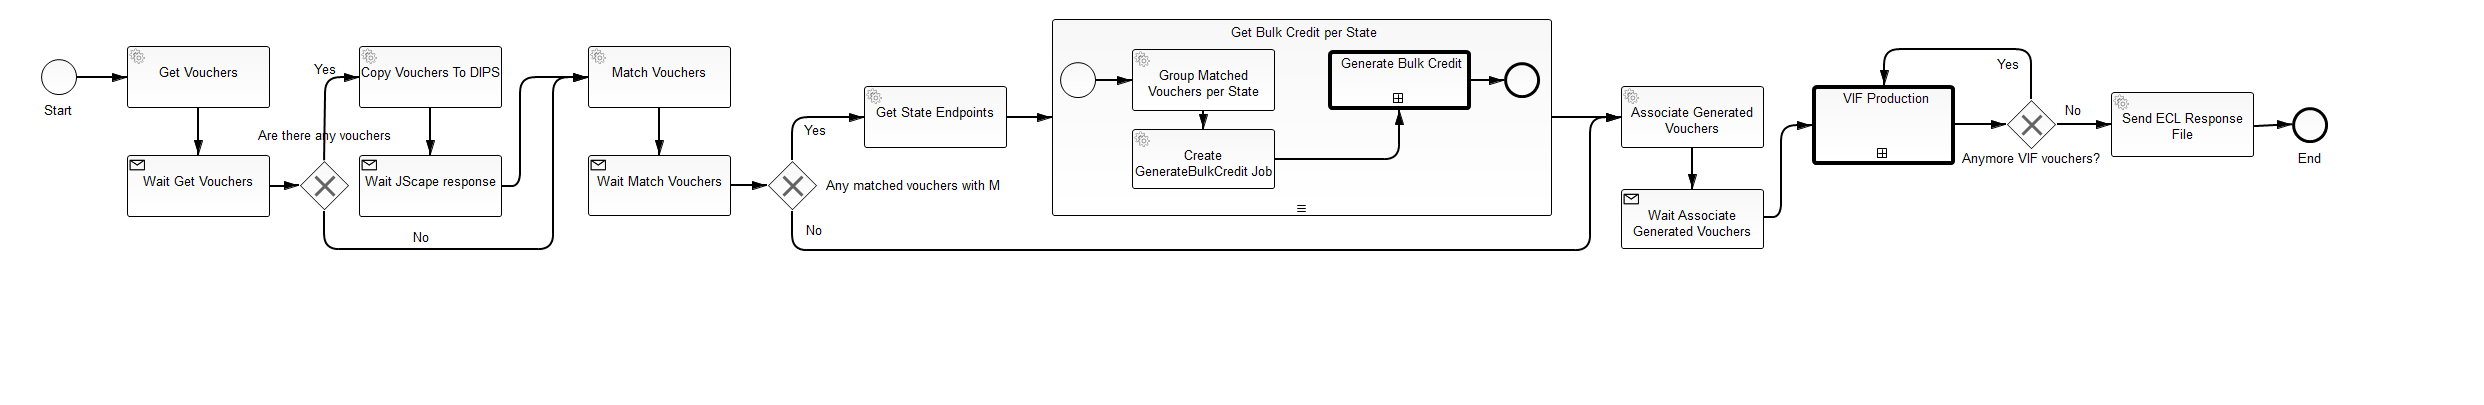 Start
Get Vouchers
Wait Get Vouchers
Are there any vouchers
Yes
No
Copy Vouchers To DIPS
Wait JScape response
Match Vouchers
Wait Match Vouchers
Any matched vouchers with M
Yes
No
Get State Endpoints
Get Bulk Credit per State
Group Matched
Vouchers per State
Create
GenerateBulkCredit Job
Generate Bulk Credit
Associate Generated
Vouchers
Wait Associate
Generated Vouchers
VIF Production
Yes
Anymore VIF vouchers?
No
Send ECL Response
File
End